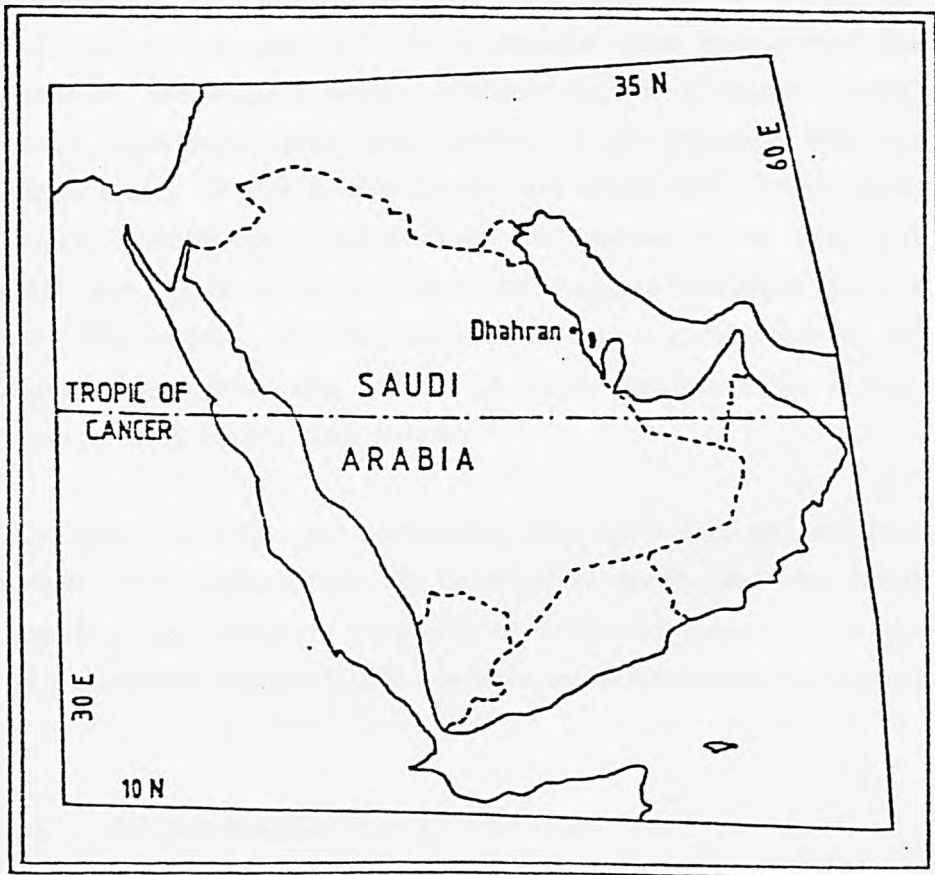 35 N
60 E
Dhahran
TROPIC OF
CANCER
SAUDI
ARABIA
30 E
10 N